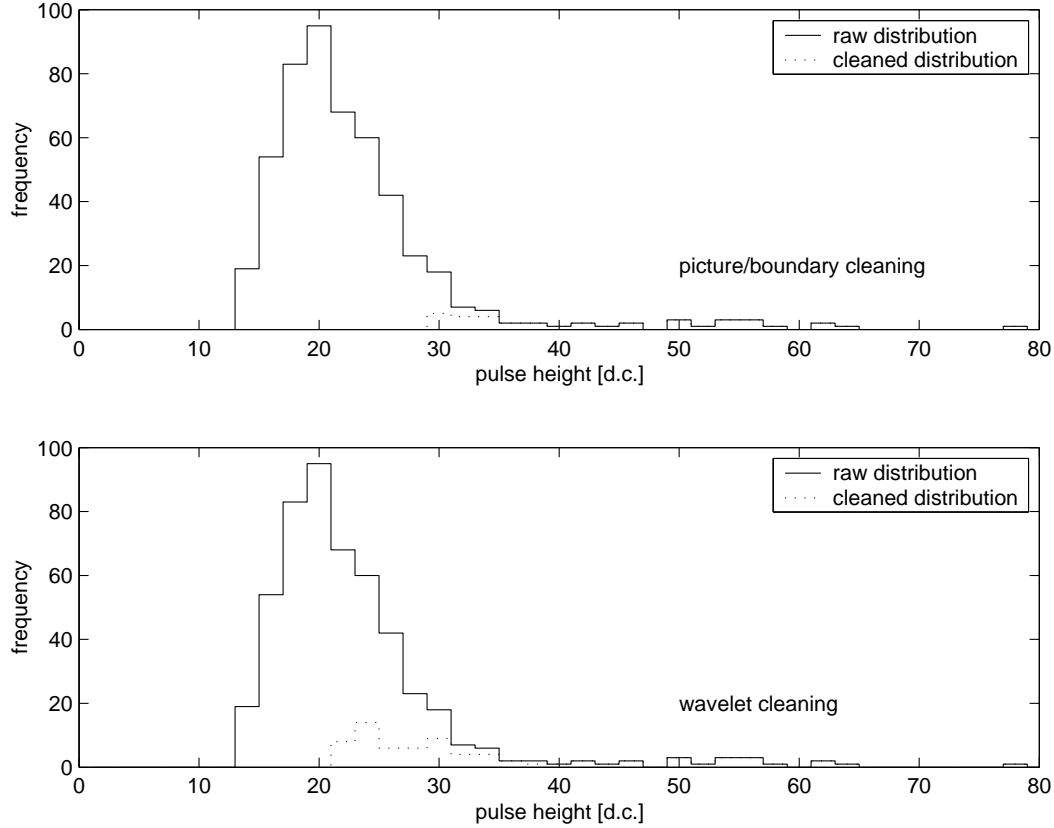 100
80
60
40
20
0
frequency
raw distribution
cleaned distribution
picture/boundary cleaning
0 10 20 30 40 50 60 70 80
pulse height [d.c.]
100
80
60
40
20
0
frequency
raw distribution
cleaned distribution
wavelet cleaning
0 10 20 30 40 50 60 70 80
pulse height [d.c.]